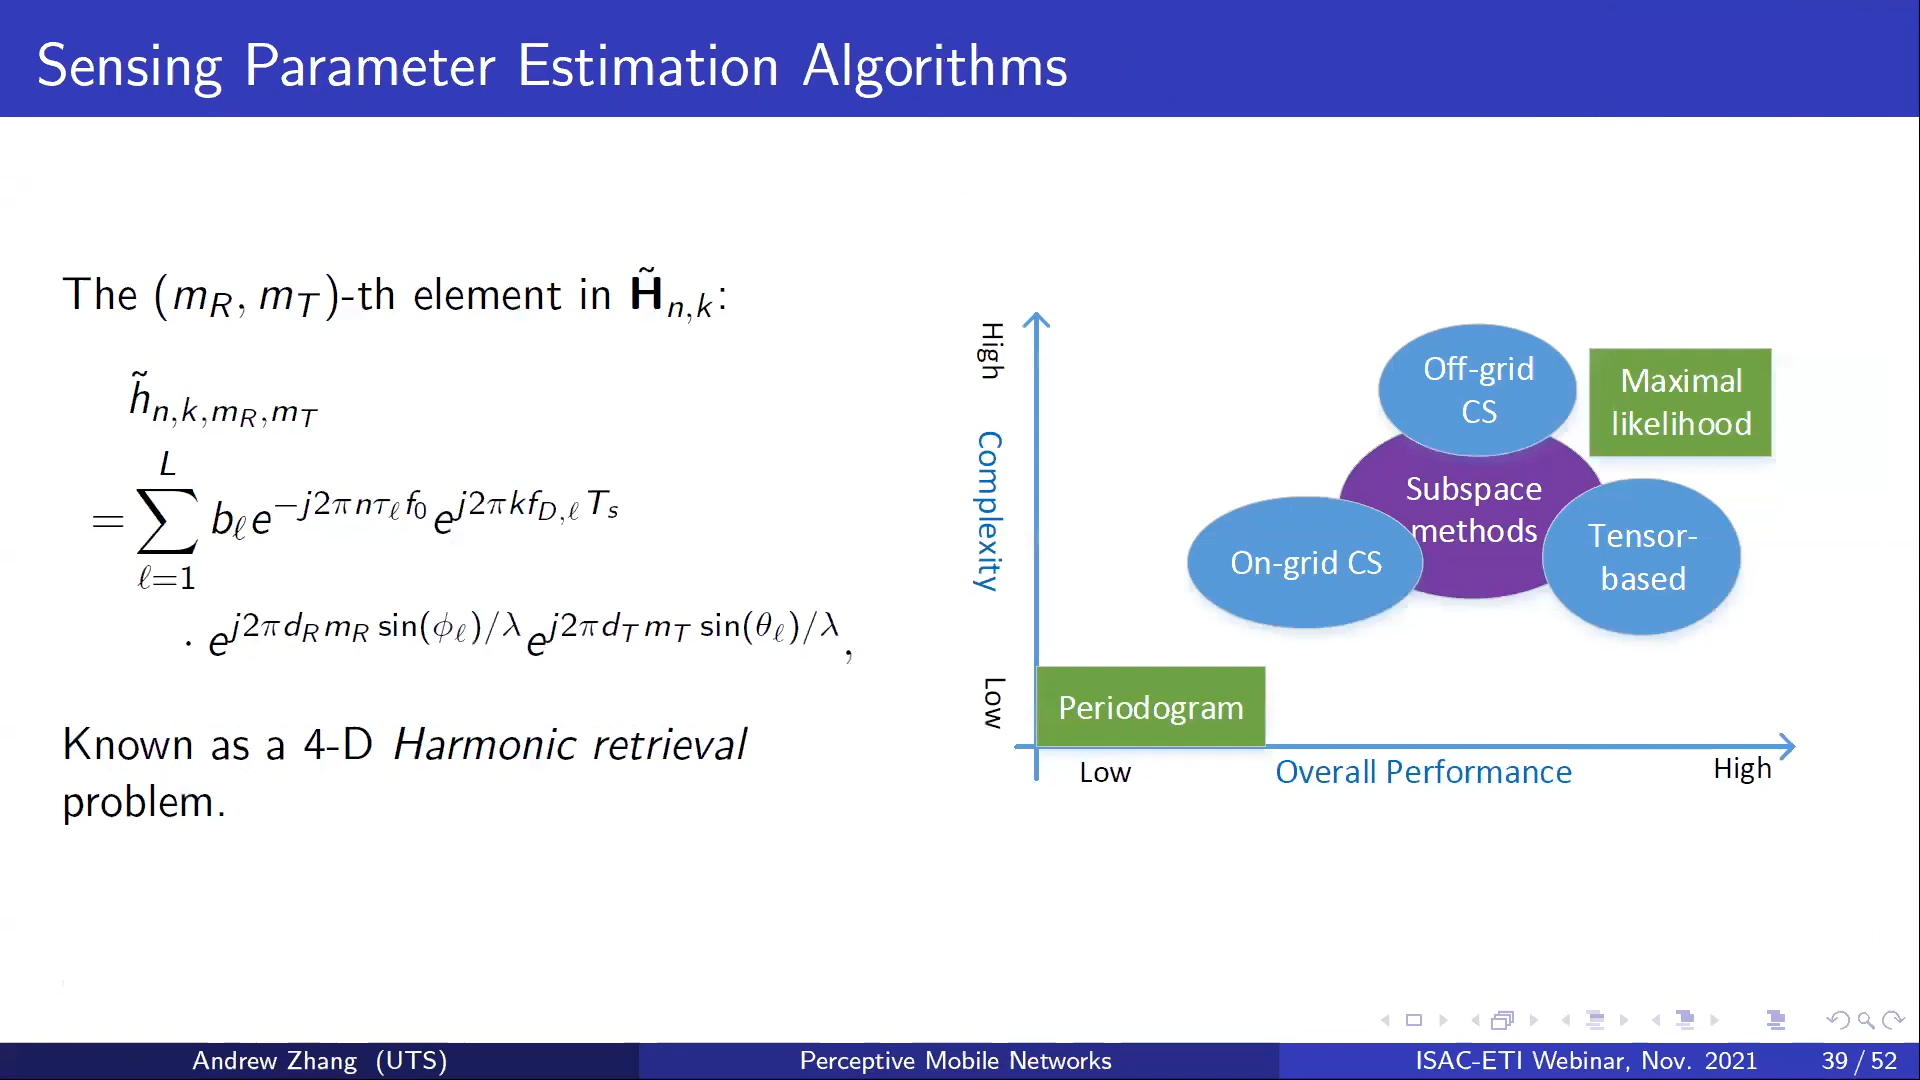 Sensing Parameter Estimation Algorithms
The (m_R, m_T)-th element in H̃_{n,k}:
h̃_{n,k,m_R,m_T}
= ∑_{ℓ=1}^{L} b_ℓ e^{−j2πnτ_ℓ f_0} e^{j2πk f_{D,ℓ} T_s}
· e^{j2πd_R m_R sin(ϕ_ℓ)/λ} e^{j2πd_T m_T sin(θ_ℓ)/λ},
Known as a 4-D Harmonic retrieval
problem.
High
Complexity
Low
Off-grid
CS
Maximal
likelihood
Subspace
methods
On-grid CS
Tensor-
based
Periodogram
Low
Overall Performance
High
Andrew Zhang (UTS)
Perceptive Mobile Networks
ISAC-ETI Webinar, Nov. 2021
39 / 52